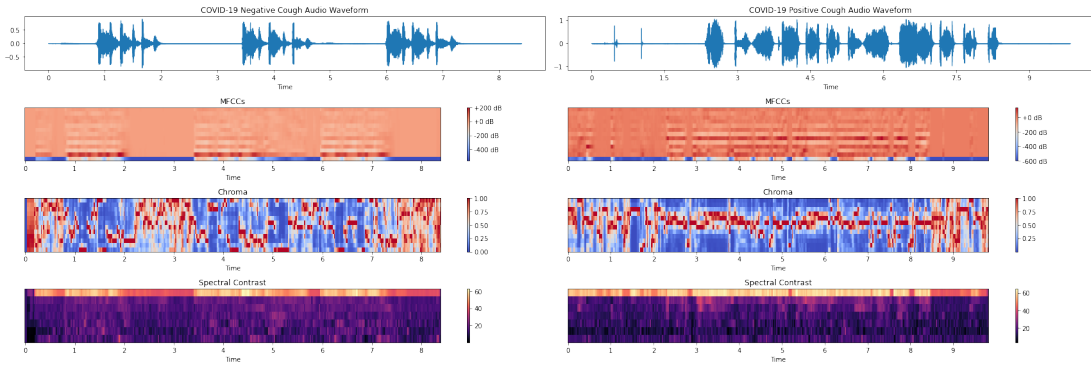 COVID-19 Negative Cough Audio Waveform
0.5
0.0
−0.5
0 1 2 3 4 5 6 7 8
Time
MFCCs
+200 dB
+0 dB
-200 dB
-400 dB
0 1 2 3 4 5 6 7 8
Time
Chroma
1.00
0.75
0.50
0.25
0.00
0 1 2 3 4 5 6 7 8
Time
Spectral Contrast
60
40
20
0 1 2 3 4 5 6 7 8
Time
COVID-19 Positive Cough Audio Waveform
1
0
−1
0 1.5 3 4.5 6 7.5 9
Time
MFCCs
+0 dB
-200 dB
-400 dB
-600 dB
0 1 2 3 4 5 6 7 8 9
Time
Chroma
1.00
0.75
0.50
0.25
0 1 2 3 4 5 6 7 8 9
Time
Spectral Contrast
60
40
20
0 1 2 3 4 5 6 7 8 9
Time